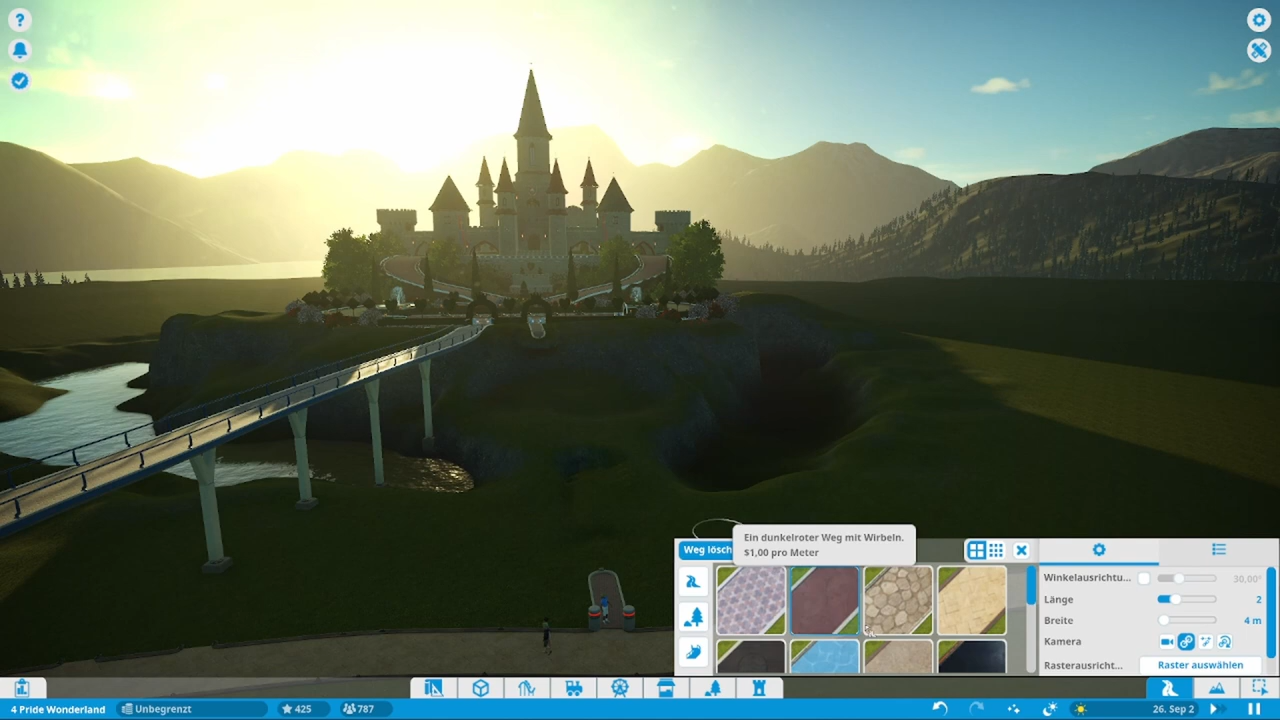 ?
Weg lösch
Ein dunkelroter Weg mit Wirbeln.
$1,00 pro Meter
Winkelausrichtu...
30,00°
Länge
2
Breite
4 m
Kamera
Rasterausricht...
Raster auswählen
4 Pride Wonderland
Unbegrenzt
425
787
26. Sep 2